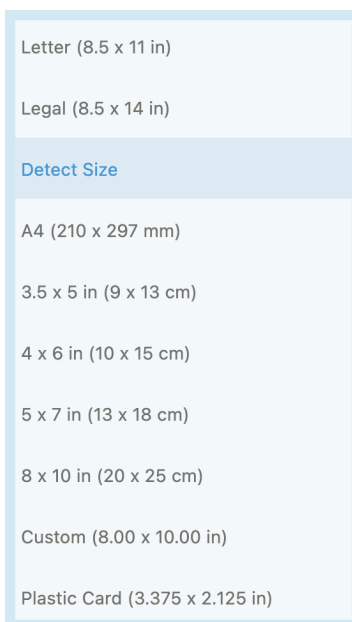 Letter (8.5 x 11 in)
Legal (8.5 x 14 in)
Detect Size
A4 (210 x 297 mm)
3.5 x 5 in (9 x 13 cm)
4 x 6 in (10 x 15 cm)
5 x 7 in (13 x 18 cm)
8 x 10 in (20 x 25 cm)
Custom (8.00 x 10.00 in)
Plastic Card (3.375 x 2.125 in)